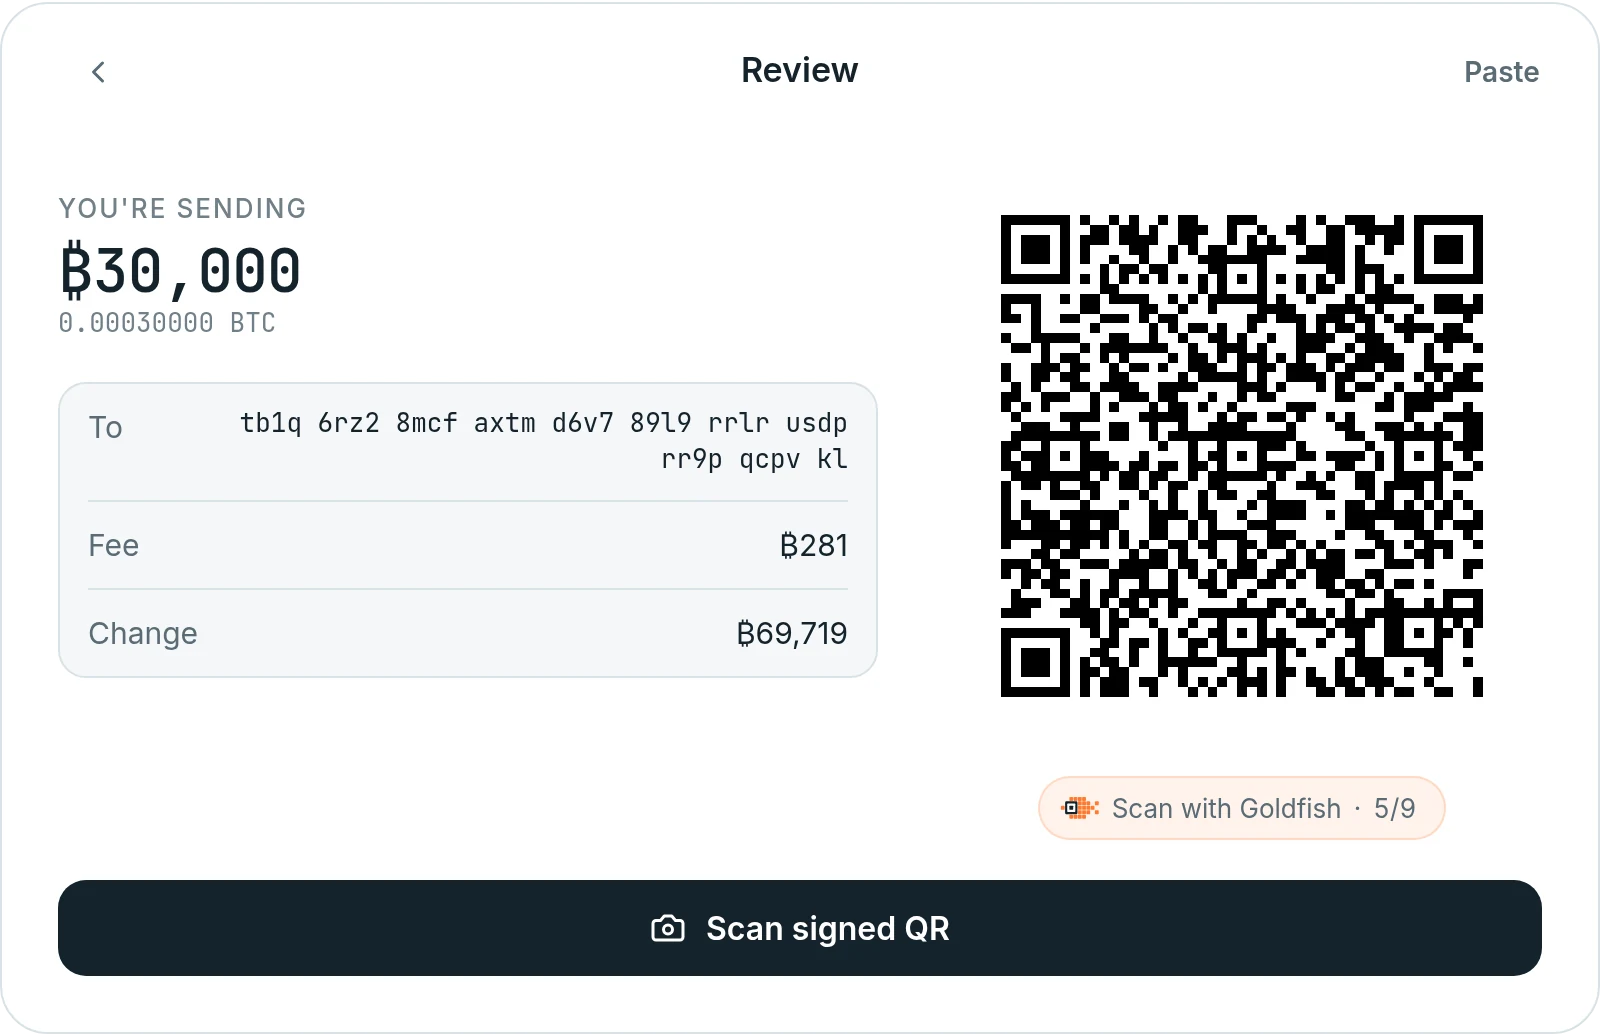 Review
Paste
YOU'RE SENDING
₿30,000
0.00030000 BTC
To
tb1q 6rz2 8mcf axtm d6v7 89l9 rrlr usdp
rr9p qcpv kl
Fee
₿281
Change
₿69,719
Scan with Goldfish · 5/9
Scan signed QR